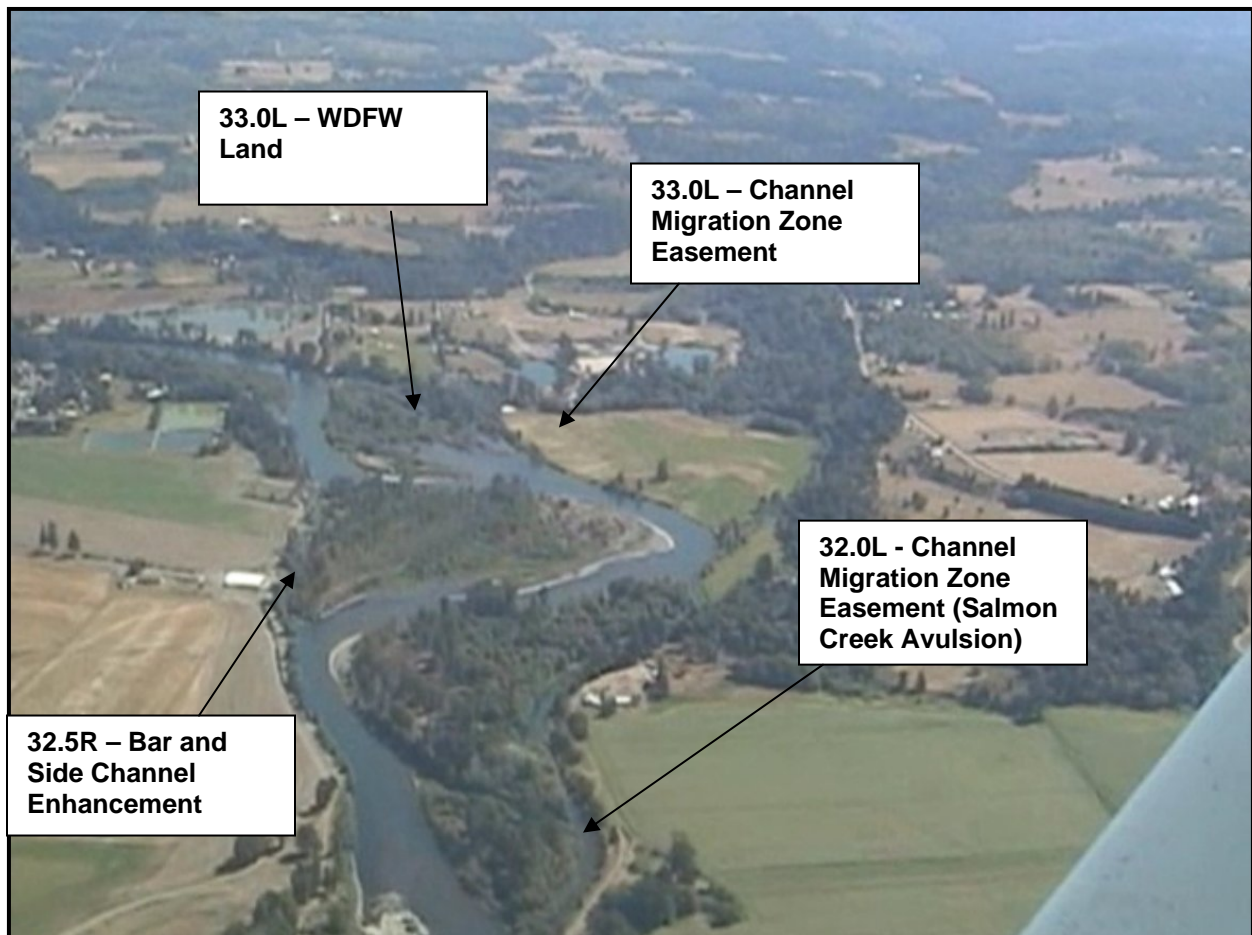 33.0L – WDFW
Land
33.0L – Channel
Migration Zone
Easement
32.0L - Channel
Migration Zone
Easement (Salmon
Creek Avulsion)
32.5R – Bar and
Side Channel
Enhancement